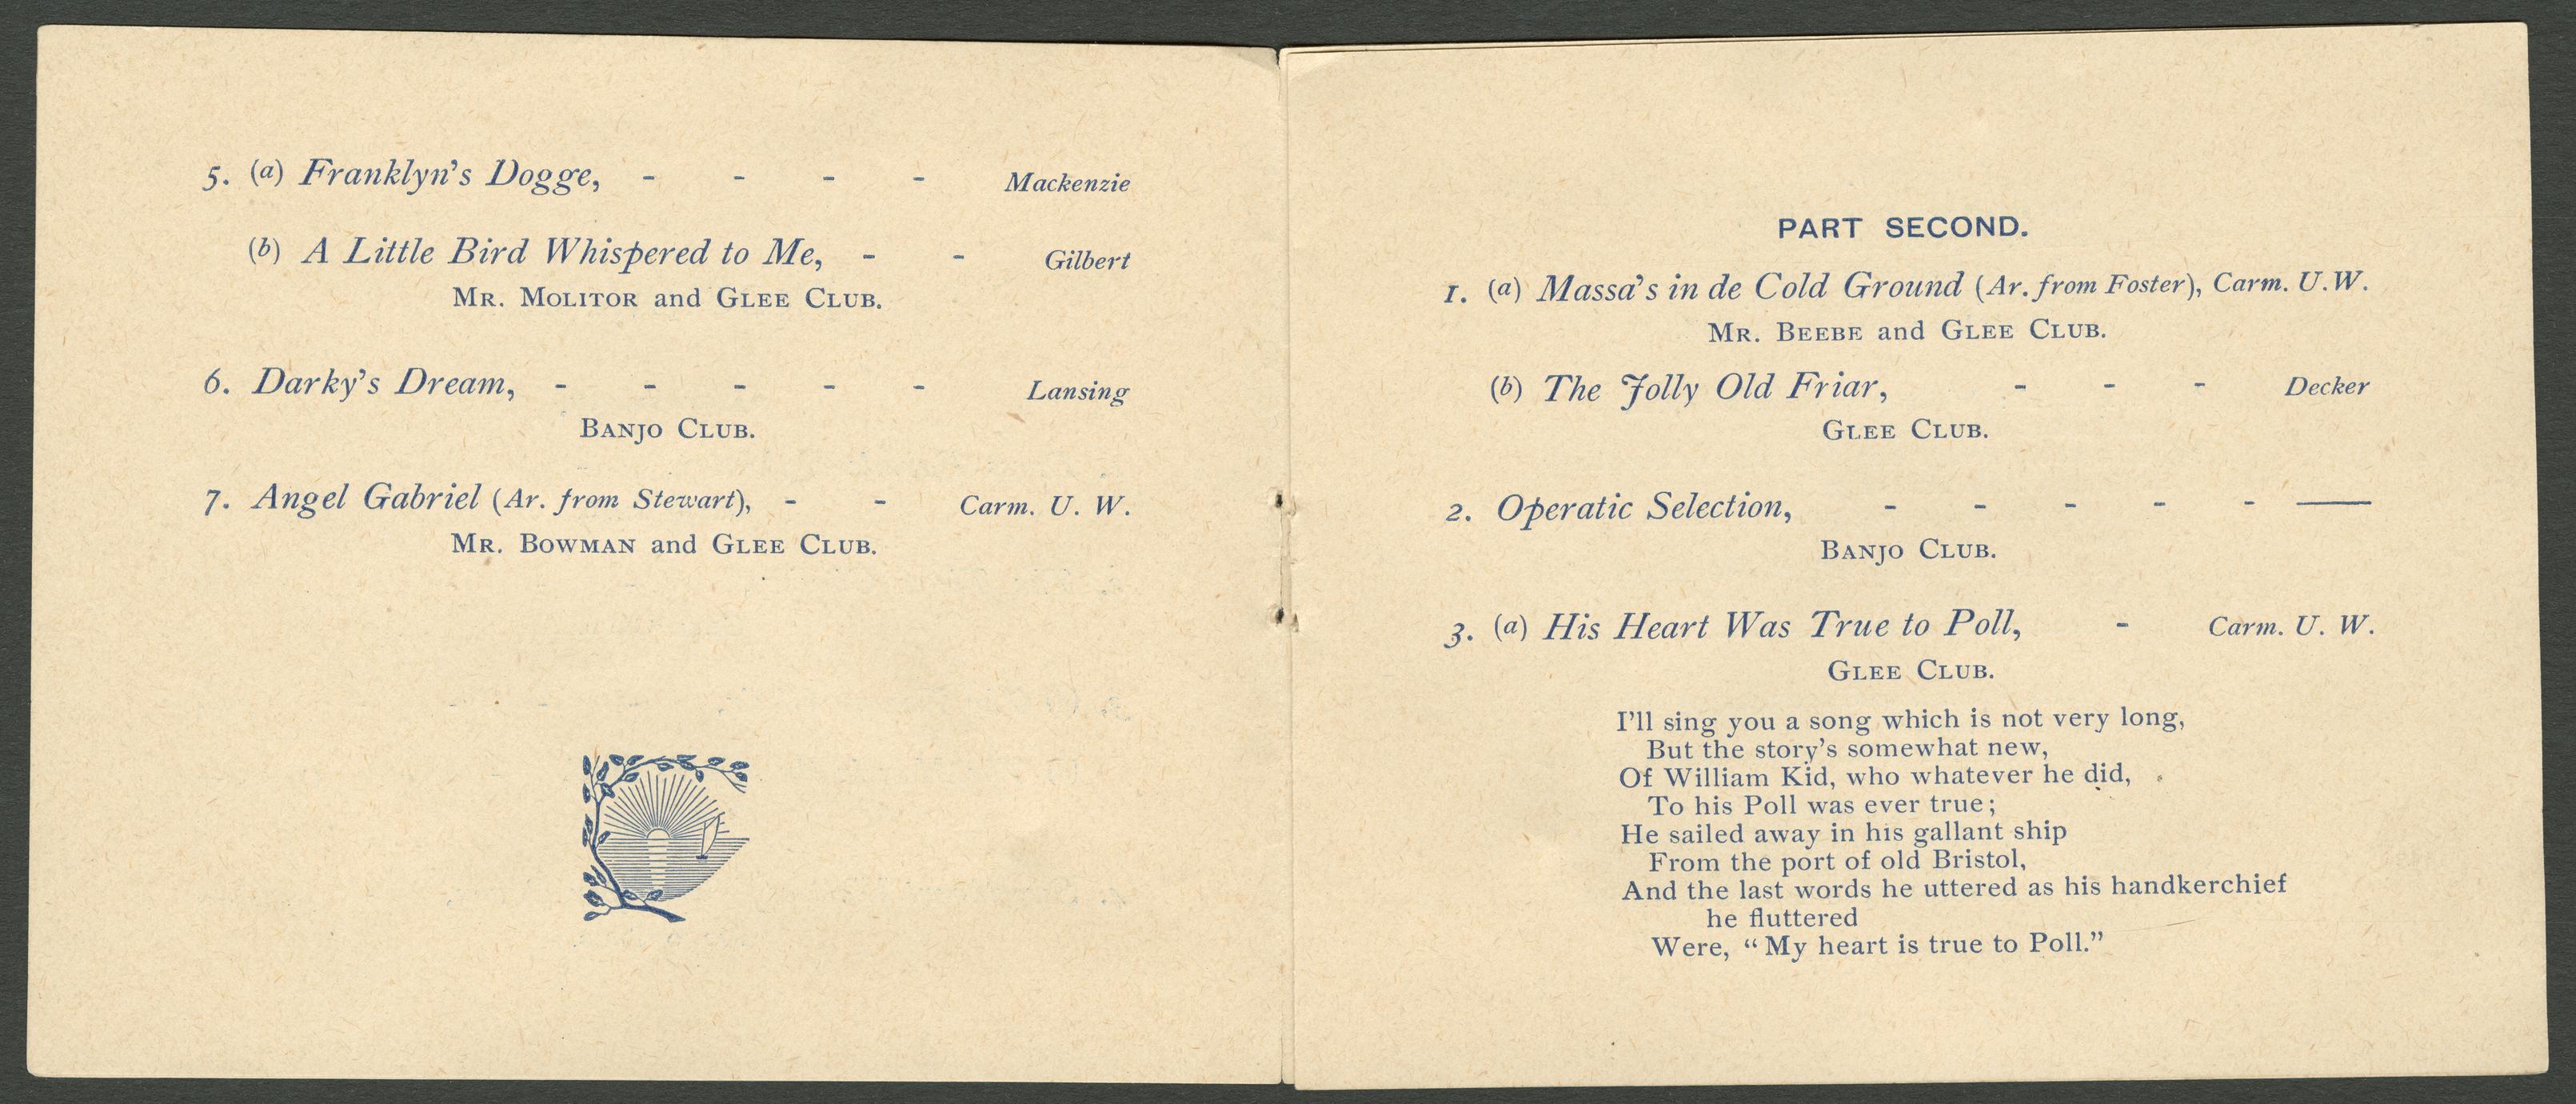 5. (a) Franklyn's Dogge, - - - - Mackenzie
(b) A Little Bird Whispered to Me, - - Gilbert
MR. MOLITOR and GLEE CLUB.
6. Darky's Dream, - - - - - Lansing
BANJO CLUB.
7. Angel Gabriel (Ar. from Stewart), - - Carm. U. W.
MR. BOWMAN and GLEE CLUB.
PART SECOND.
1. (a) Massa's in de Cold Ground (Ar. from Foster), Carm. U. W.
MR. BEEBE and GLEE CLUB.
(b) The Jolly Old Friar, - - - Decker
GLEE CLUB.
2. Operatic Selection, - - - - - ——
BANJO CLUB.
3. (a) His Heart Was True to Poll, - Carm. U. W.
GLEE CLUB.
I'll sing you a song which is not very long,
But the story's somewhat new,
Of William Kid, who whatever he did,
To his Poll was ever true;
He sailed away in his gallant ship
From the port of old Bristol,
And the last words he uttered as his handkerchief
he fluttered
Were, “My heart is true to Poll.”